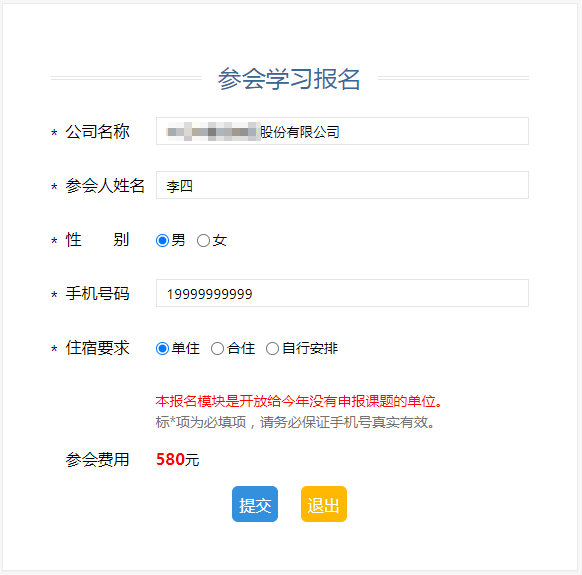 参会学习报名
* 公司名称 股份有限公司
* 参会人姓名 李四
* 性 别 男 女
* 手机号码 19999999999
* 住宿要求 单住 合住 自行安排
本报名模块是开放给今年没有申报课题的单位。
标*项为必填项，请务必保证手机号真实有效。
参会费用 580元
提交 退出